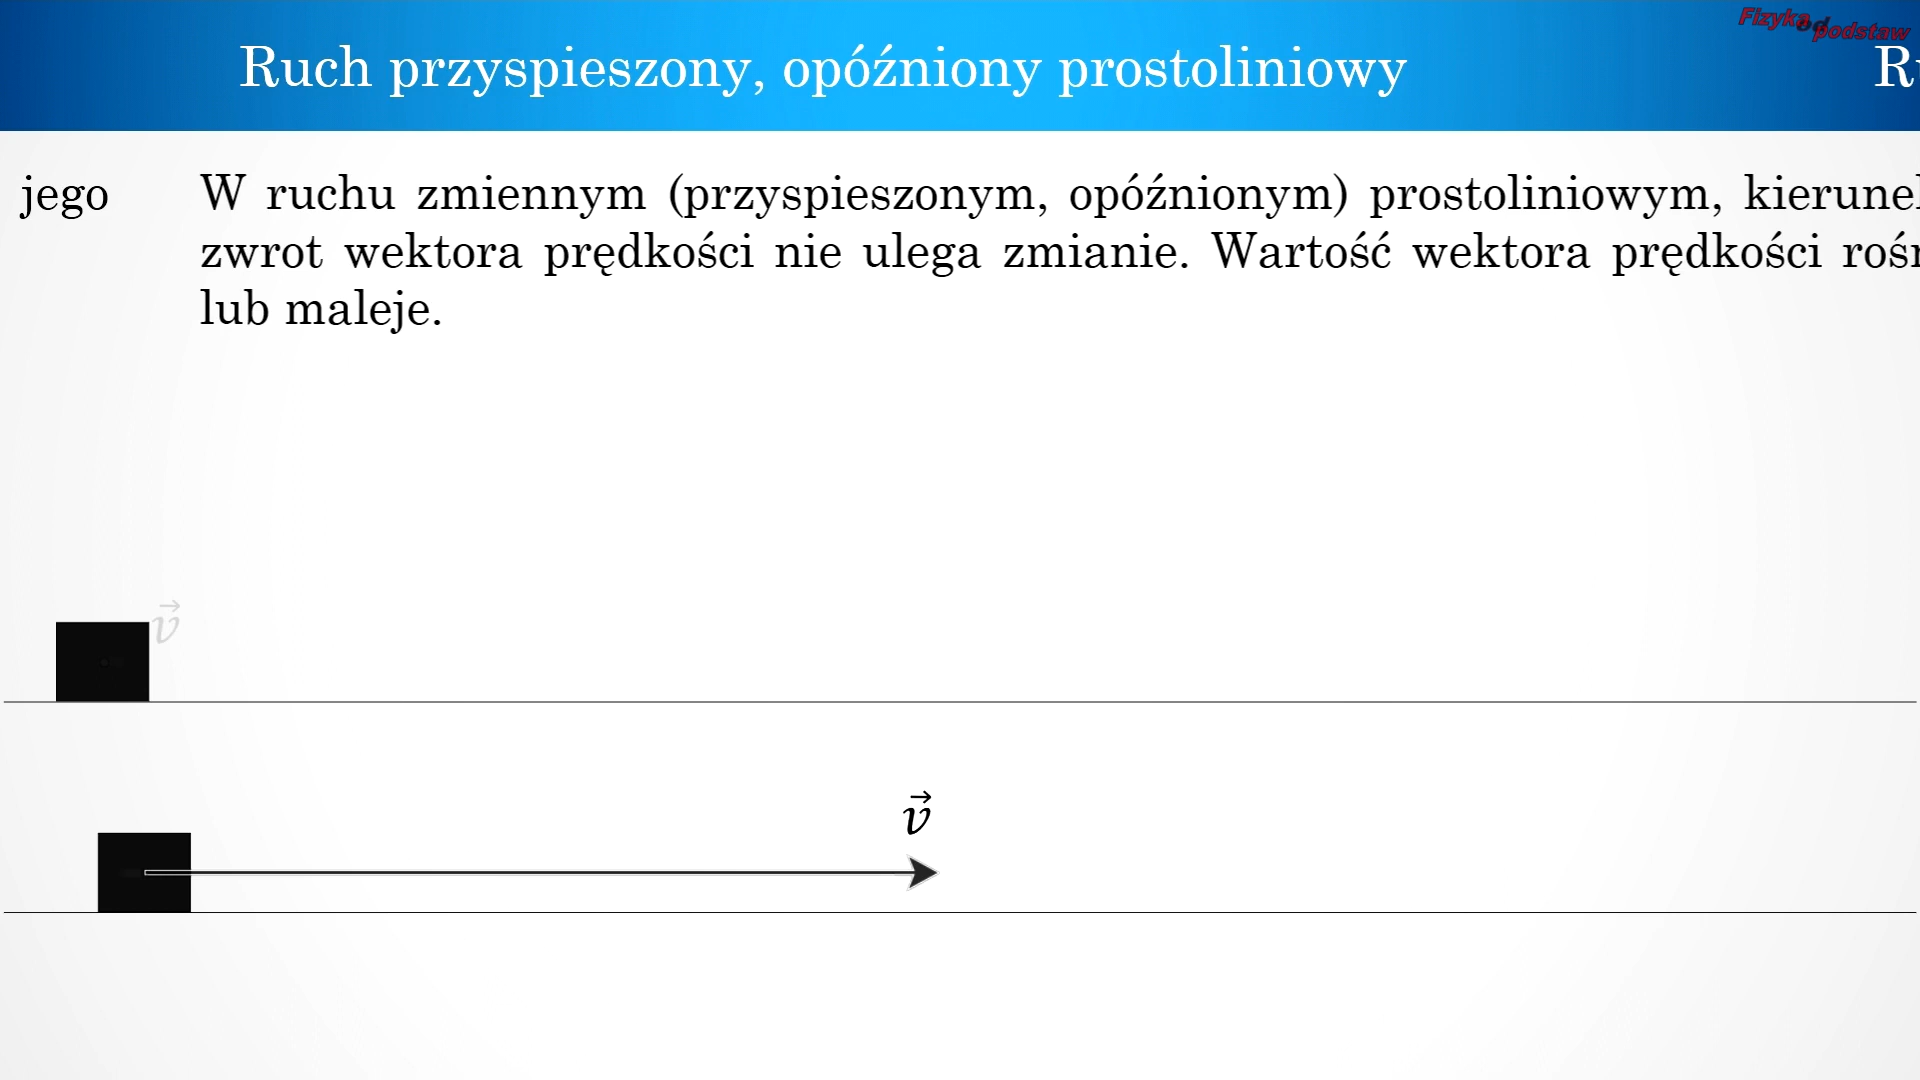 Fizyka od podstaw
Ruch przyspieszony, opóźniony prostoliniowy
jego
W ruchu zmiennym (przyspieszonym, opóźnionym) prostoliniowym,
zwrot wektora prędkości nie ulega zmianie. Wartość wektora prędkości
lub maleje.
v⃗
v⃗